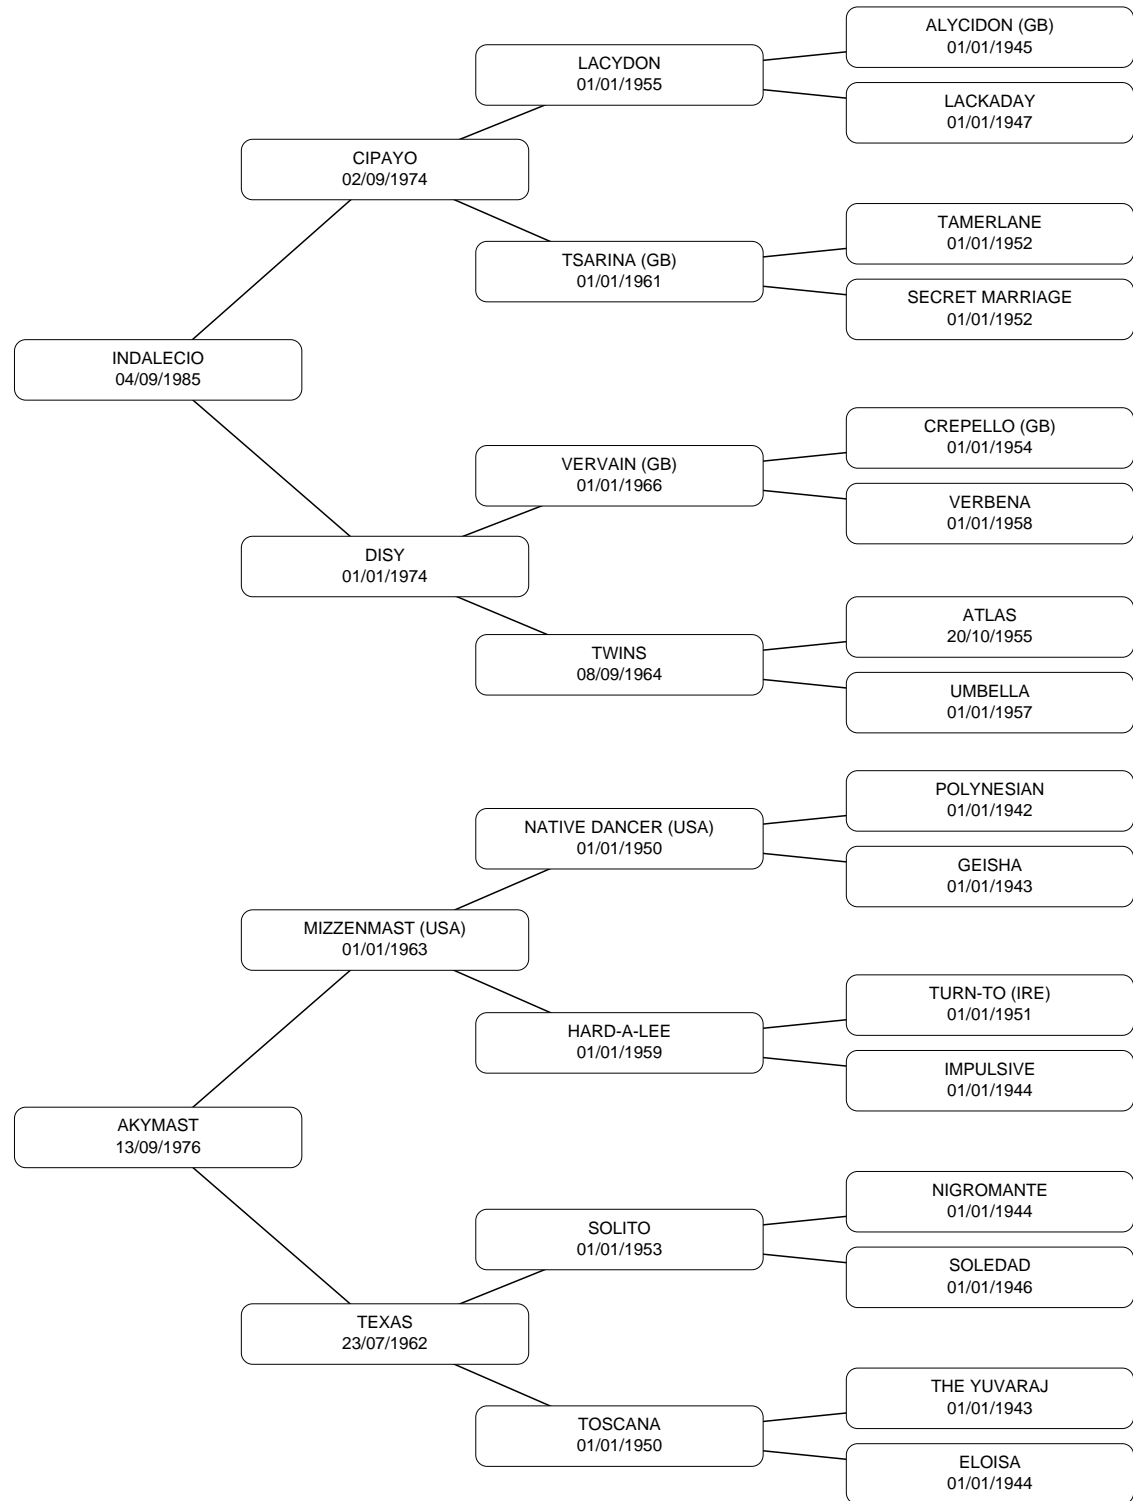 ALYCIDON (GB)
01/01/1945
LACYDON
01/01/1955
LACKADAY
01/01/1947
CIPAYO
02/09/1974
TAMERLANE
01/01/1952
TSARINA (GB)
01/01/1961
SECRET MARRIAGE
01/01/1952
INDALECIO
04/09/1985
CREPELLO (GB)
01/01/1954
VERVAIN (GB)
01/01/1966
VERBENA
01/01/1958
DISY
01/01/1974
ATLAS
20/10/1955
TWINS
08/09/1964
UMBELLA
01/01/1957
POLYNESIAN
01/01/1942
NATIVE DANCER (USA)
01/01/1950
GEISHA
01/01/1943
MIZZENMAST (USA)
01/01/1963
TURN-TO (IRE)
01/01/1951
HARD-A-LEE
01/01/1959
IMPULSIVE
01/01/1944
AKYMAST
13/09/1976
NIGROMANTE
01/01/1944
SOLITO
01/01/1953
SOLEDAD
01/01/1946
TEXAS
23/07/1962
THE YUVARAJ
01/01/1943
TOSCANA
01/01/1950
ELOISA
01/01/1944